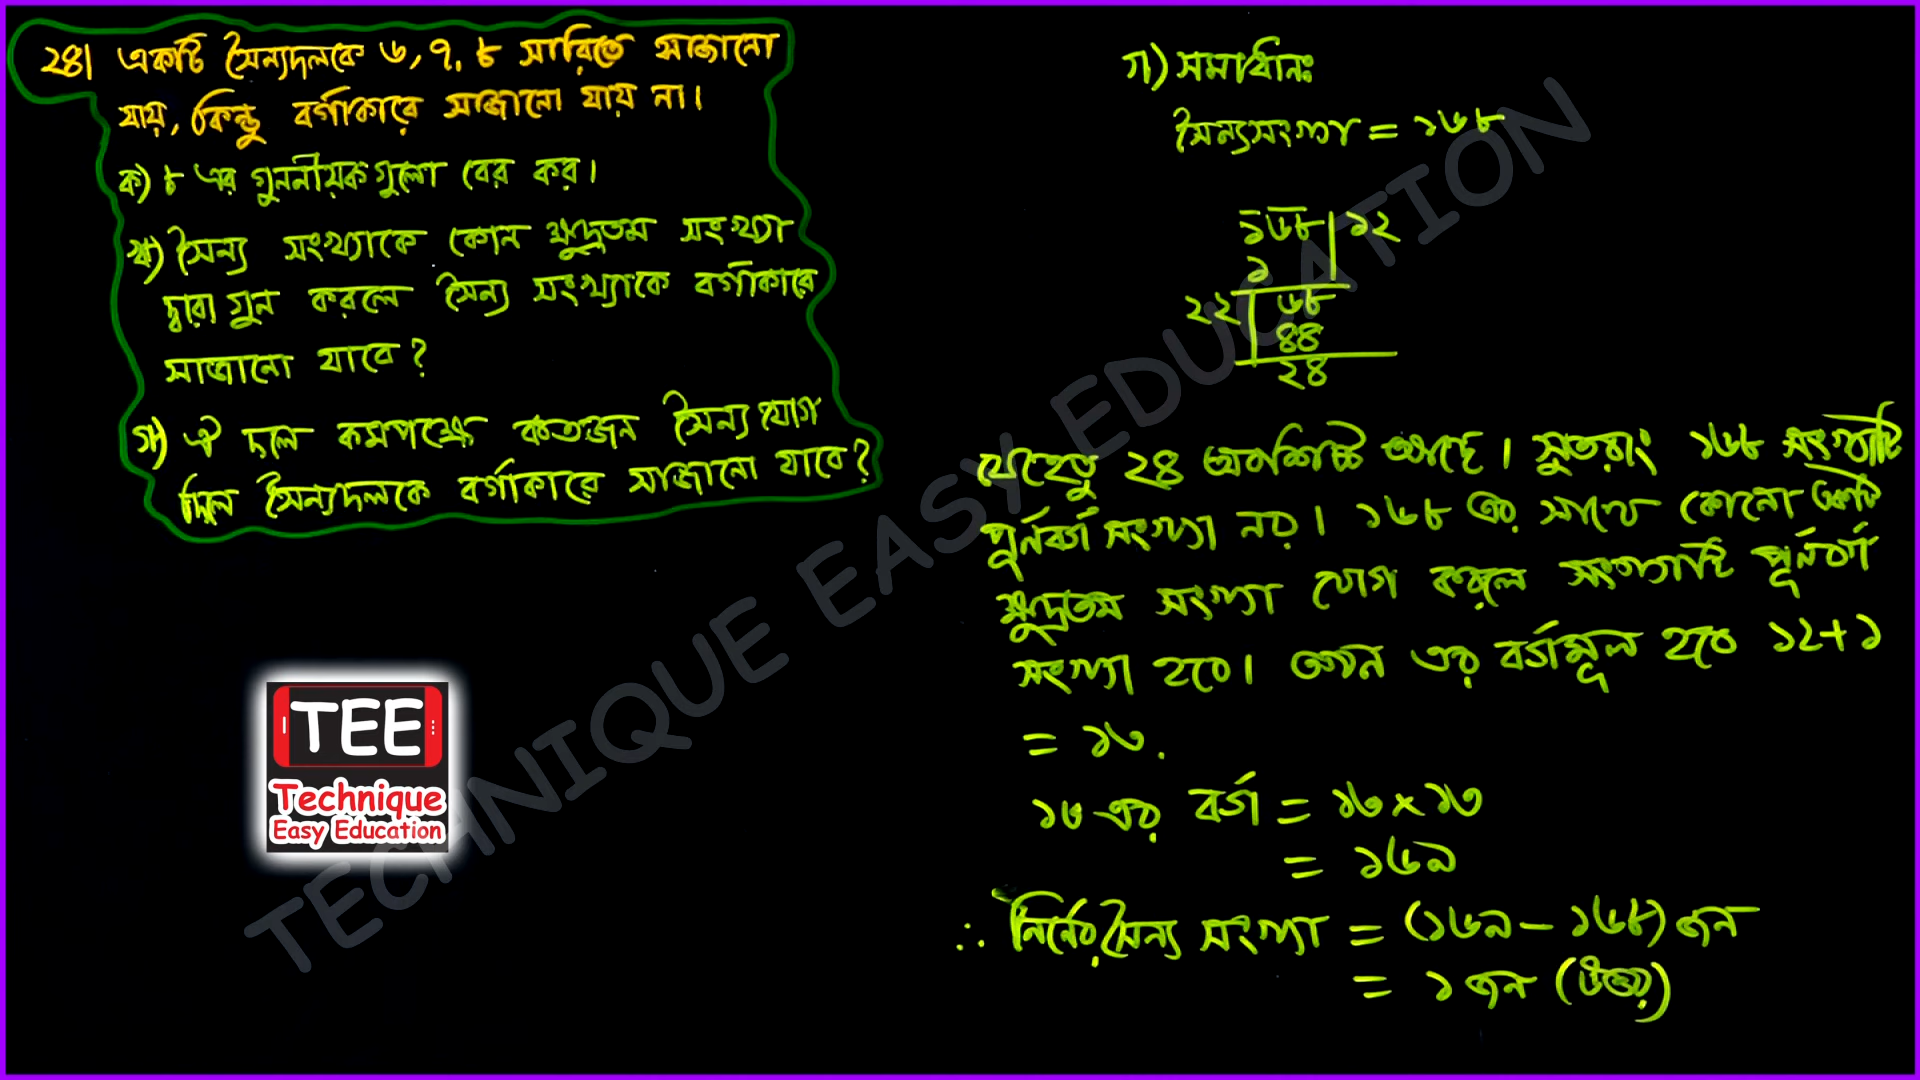 ২৪। একটি সৈন্যদলকে ৬, ৭, ৮ সারিতে সাজানো
যায়, কিন্তু বর্গাকারে সাজানো যায় না।
ক) ৮ এর গুননীয়কগুলো বের কর।
খ) সৈন্য সংখ্যাকে কোন ক্ষুদ্রতম সংখ্যা
দ্বারা গুন করলে সৈন্য সংখ্যাকে বর্গাকারে
সাজানো যাবে?
গ) ঐ দলে কমপক্ষে কতজন সৈন্য যোগ
দিলে সৈন্যদলকে বর্গাকারে সাজানো যাবে?
গ) সমাধানঃ
সৈন্যসংখ্যা = ১৬৮
১৬৮ | ১২
১
২২ | ৬৮
৪৪
২৪
যেহেতু ২৪ অবশিষ্ট আছে। সুতরাং ১৬৮ সংখ্যাটি
পূর্নবর্গ সংখ্যা নয়। ১৬৮ এর সাথে কোনো একটি
ক্ষুদ্রতম সংখ্যা যোগ করলে সংখ্যাটি পূর্নবর্গ
সংখ্যা হবে। তখন এর বর্গমূল হবে ১২+১
= ১৩.
১৩ এর বর্গ = ১৩ × ১৩
= ১৬৯
∴ নির্নেয় সৈন্য সংখ্যা = (১৬৯ – ১৬৮) জন
= ১ জন (উত্তর)
TEE
Technique
Easy Education
TECHNIQUE EASY EDUCATION